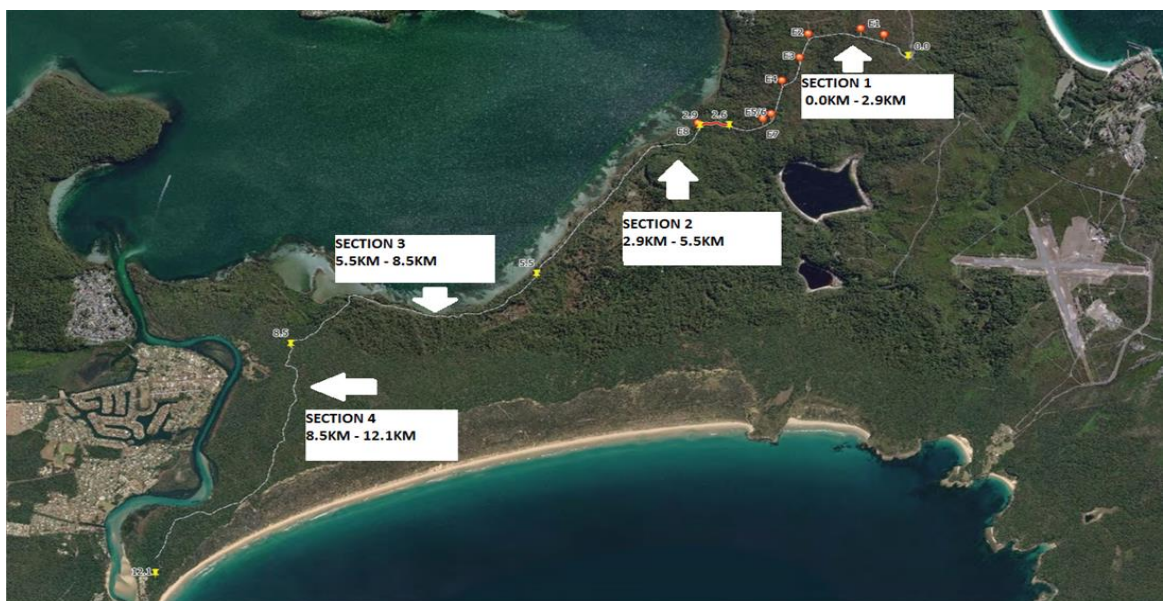 E2
E1
0.0
E3
E4
SECTION 1
0.0KM - 2.9KM
2.9
2.6
E5/6
E8
E7
SECTION 2
2.9KM - 5.5KM
SECTION 3
5.5KM - 8.5KM
5.5
8.5
SECTION 4
8.5KM - 12.1KM
12.1